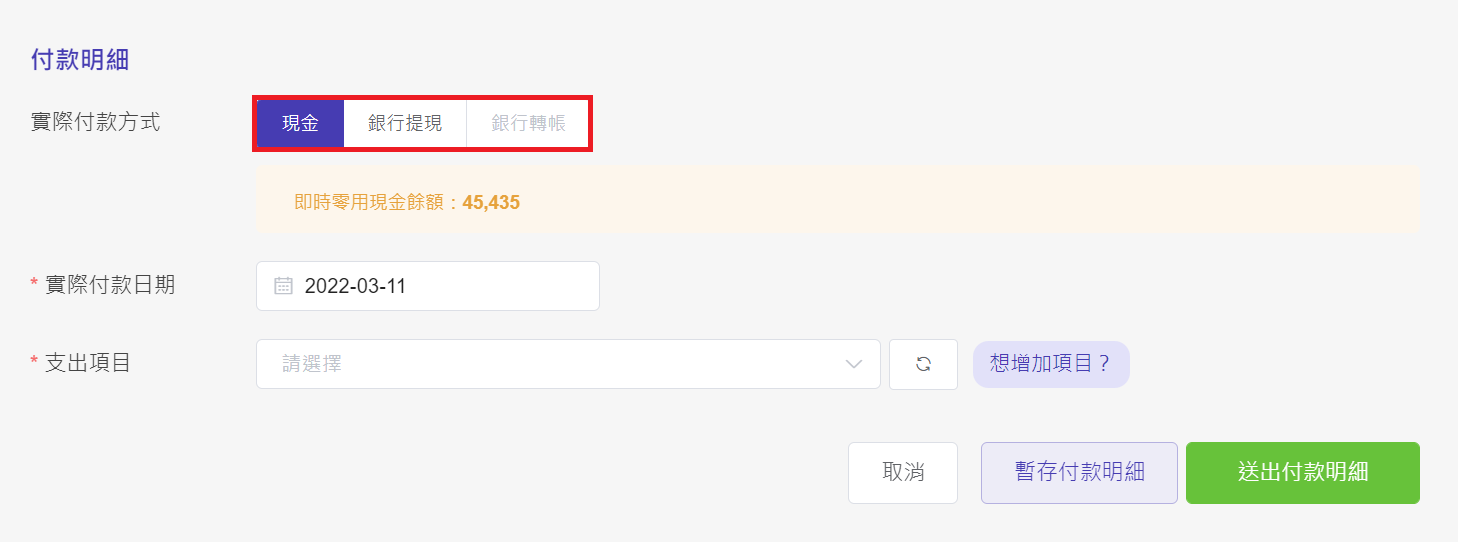 付款明細
實際付款方式 現金 銀行提現 銀行轉帳
即時零用現金餘額：45,435
* 實際付款日期 2022-03-11
* 支出項目 請選擇 想增加項目？
取消 暫存付款明細 送出付款明細